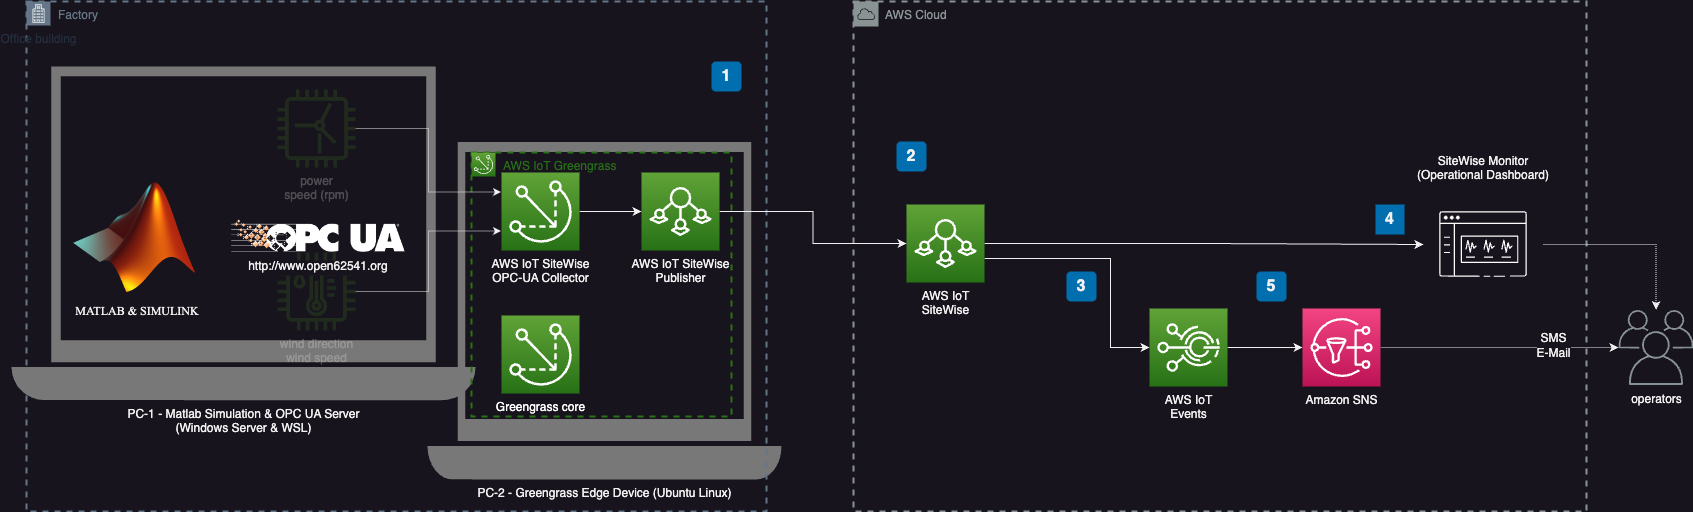 Factory
Office building
AWS Cloud
1
power
speed (rpm)
OPC UA
http://www.open62541.org
MATLAB & SIMULINK
wind direction
wind speed
PC-1 - Matlab Simulation & OPC UA Server
(Windows Server & WSL)
AWS IoT Greengrass
AWS IoT SiteWise
OPC-UA Collector
AWS IoT SiteWise
Publisher
Greengrass core
PC-2 - Greengrass Edge Device (Ubuntu Linux)
2
AWS IoT
SiteWise
3
4
SiteWise Monitor
(Operational Dashboard)
5
AWS IoT
Events
Amazon SNS
SMS
E-Mail
operators